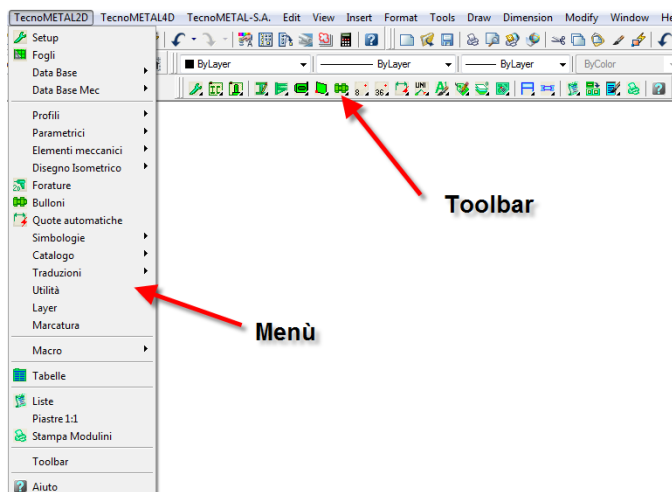 TecnoMETAL2D TecnoMETAL4D TecnoMETAL-S.A. Edit View Insert Format Tools Draw Dimension Modify Window
Setup
Fogli
Data Base
Data Base Mec
ByLayer ByLayer ByLayer ByColor
Profili
Parametrici
Elementi meccanici
Disegno Isometrico
Forature
Bulloni
Quote automatiche
Simbologie
Catalogo
Traduzioni
Utilità
Layer
Marcatura
Macro
Tabelle
Liste
Piastre 1:1
Stampa Modulini
Toolbar
Aiuto
Toolbar
Menù